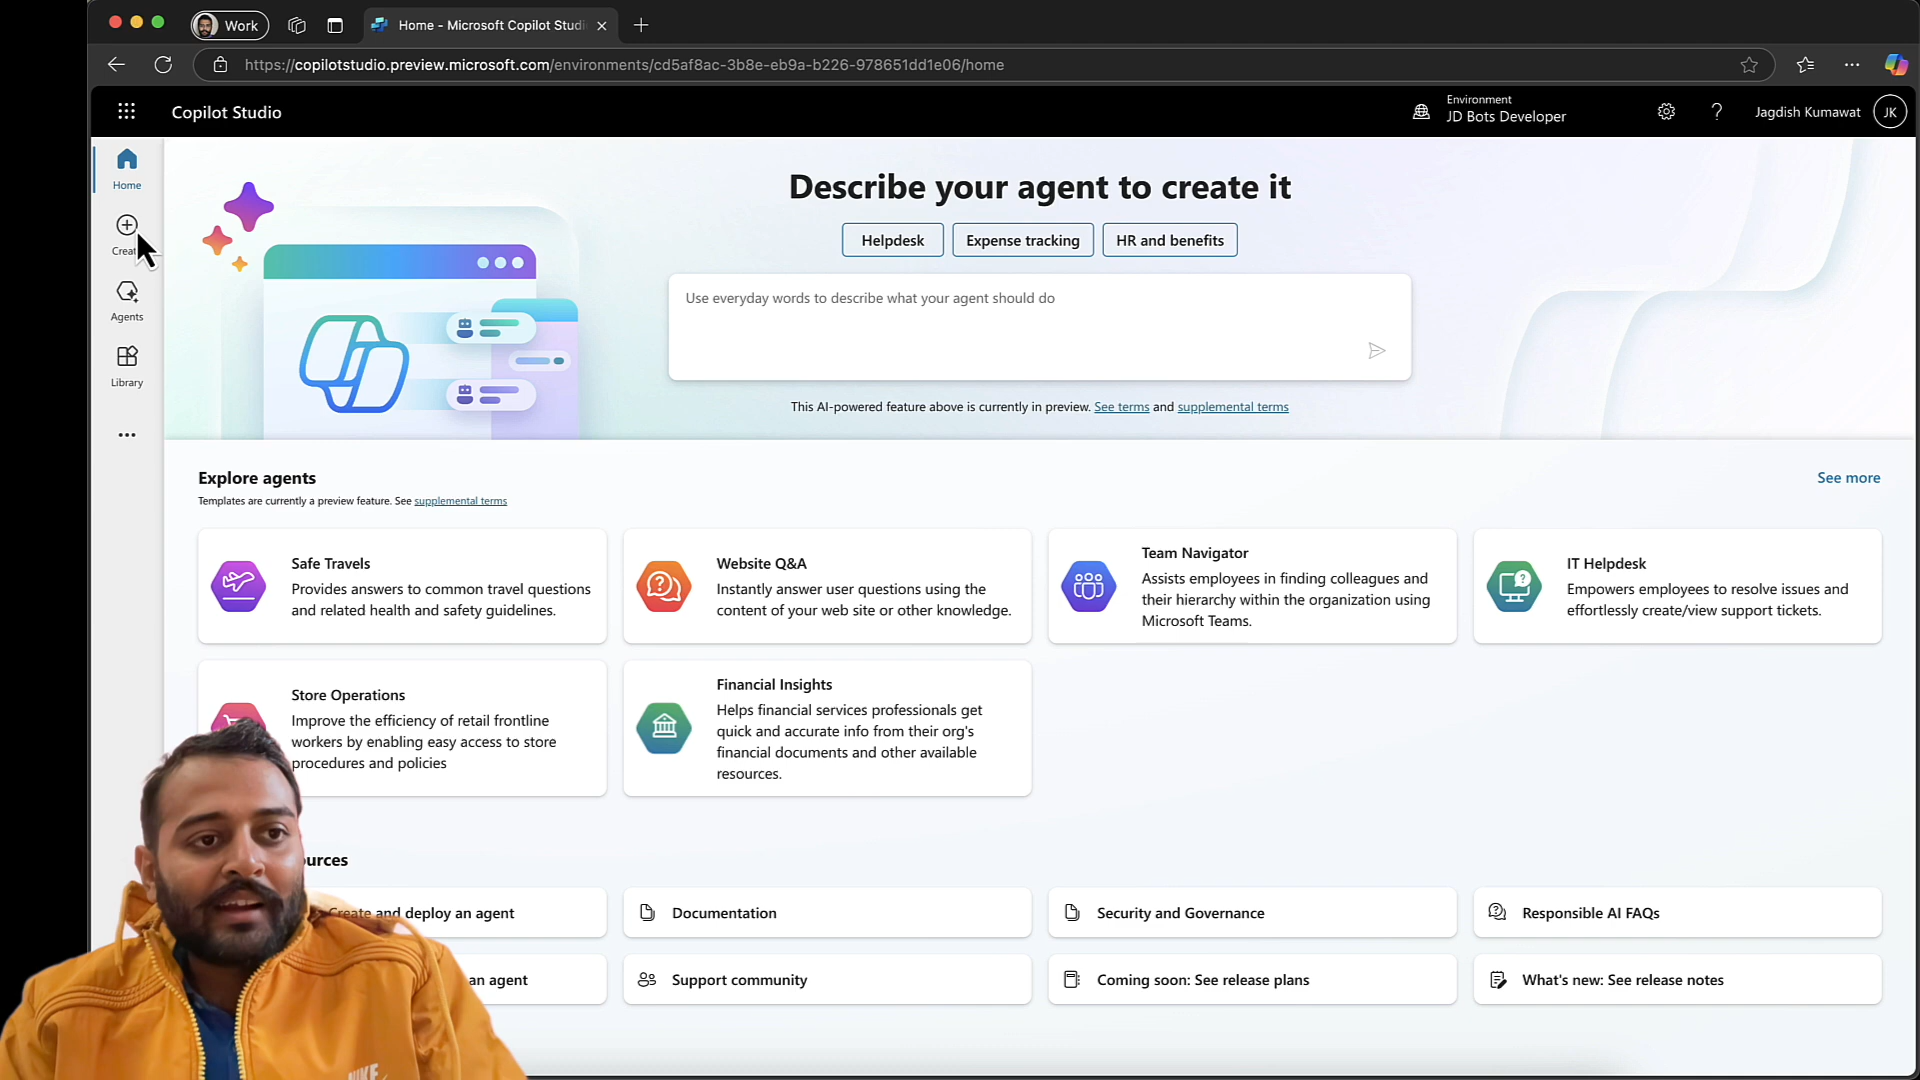 Work
Home - Microsoft Copilot Studi
https://copilotstudio.preview.microsoft.com/environments/cd5af8ac-3b8e-eb9a-b226-978651dd1e06/home
Copilot Studio
Environment
JD Bots Developer
?
Jagdish Kumawat
JK
Home
Creat
Agents
Library
Describe your agent to create it
Helpdesk
Expense tracking
HR and benefits
Use everyday words to describe what your agent should do
This AI-powered feature above is currently in preview. See terms and supplemental terms
Explore agents
See more
Templates are currently a preview feature. See supplemental terms
Safe Travels
Provides answers to common travel questions
and related health and safety guidelines.
Website Q&A
Instantly answer user questions using the
content of your web site or other knowledge.
Team Navigator
Assists employees in finding colleagues and
their hierarchy within the organization using
Microsoft Teams.
IT Helpdesk
Empowers employees to resolve issues and
effortlessly create/view support tickets.
Store Operations
Improve the efficiency of retail frontline
workers by enabling easy access to store
procedures and policies
Financial Insights
Helps financial services professionals get
quick and accurate info from their org's
financial documents and other available
resources.
ources
Create and deploy an agent
Documentation
Security and Governance
Responsible AI FAQs
an agent
Support community
Coming soon: See release plans
What's new: See release notes
NIKE